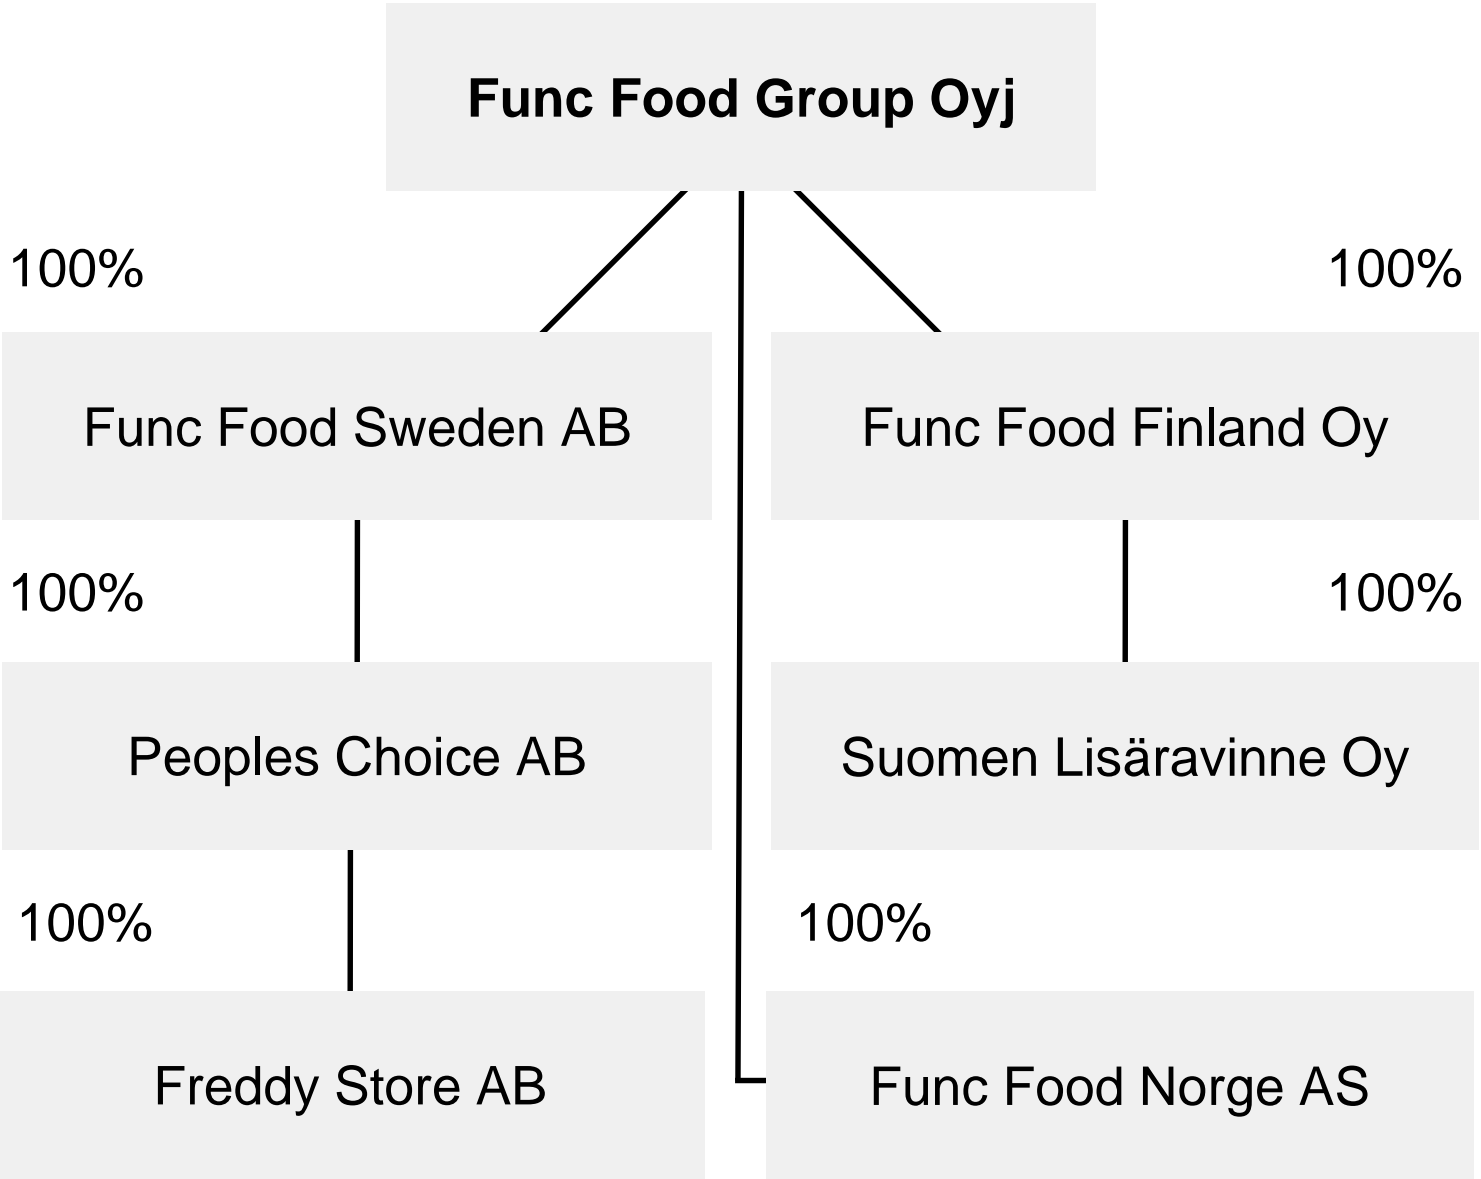 Func Food Group Oyj
100%
100%
Func Food Sweden AB
Func Food Finland Oy
100%
100%
Peoples Choice AB
Suomen Lisäravinne Oy
100%
100%
Freddy Store AB
Func Food Norge AS